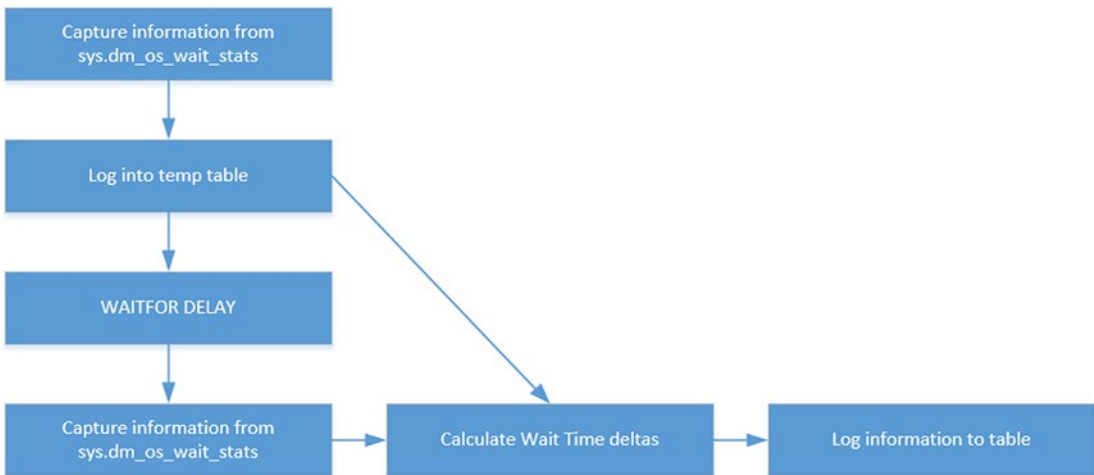 Capture information from
sys.dm_os_wait_stats
Log into temp table
WAITFOR DELAY
Capture information from
sys.dm_os_wait_stats
Calculate Wait Time deltas
Log information to table